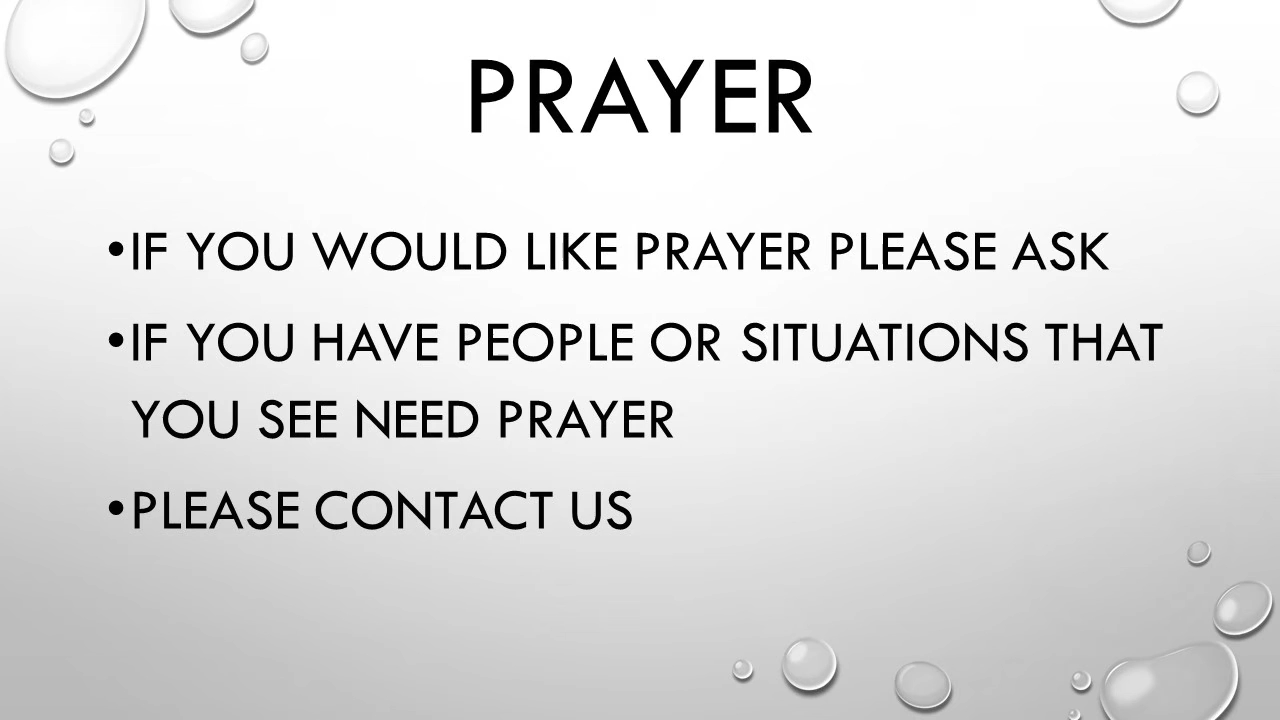 PRAYER
•IF YOU WOULD LIKE PRAYER PLEASE ASK
•IF YOU HAVE PEOPLE OR SITUATIONS THAT
YOU SEE NEED PRAYER
•PLEASE CONTACT US